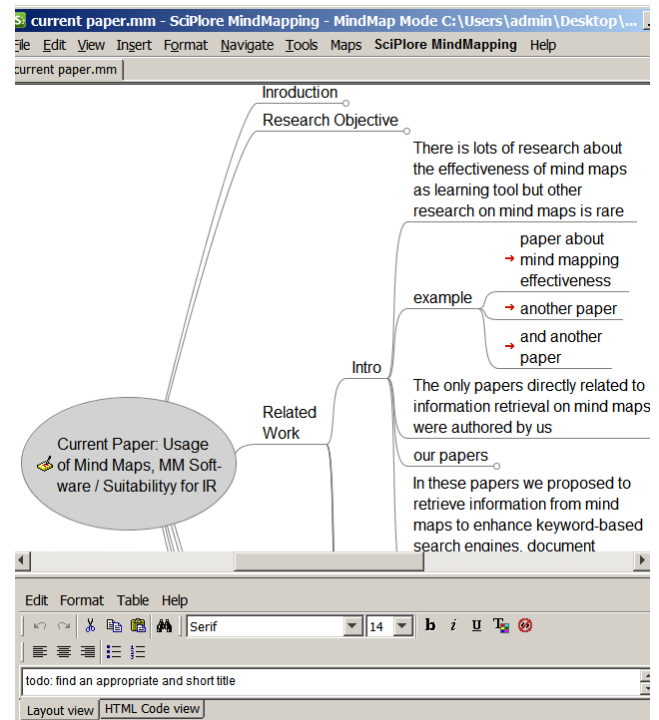 current paper.mm - SciPlore MindMapping - MindMap Mode C:\Users\admin\Desktop\...
File Edit View Insert Format Navigate Tools Maps SciPlore MindMapping Help
current paper.mm
Inroduction
Research Objective
There is lots of research about
the effectiveness of mind maps
as learning tool but other
research on mind maps is rare
paper about
mind mapping
effectiveness
example
another paper
and another
paper
Intro
The only papers directly related to
information retrieval on mind maps
were authored by us
Related
Work
our papers
Current Paper: Usage
of Mind Maps, MM Soft-
ware / Suitabilityy for IR
In these papers we proposed to
retrieve information from mind
maps to enhance keyword-based
search engines, document
Edit Format Table Help
Serif
14
b i U T
todo: find an appropriate and short title
Layout view HTML Code view